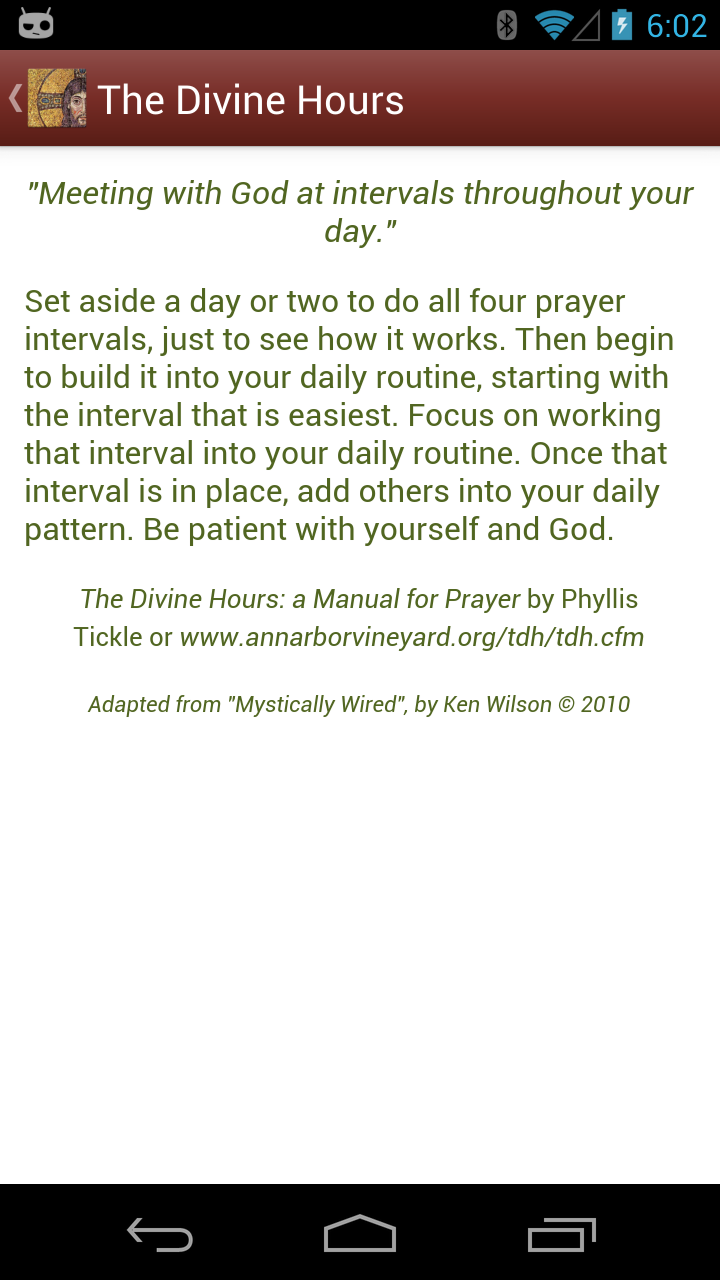 6:02
The Divine Hours
"Meeting with God at intervals throughout your
day."
Set aside a day or two to do all four prayer
intervals, just to see how it works. Then begin
to build it into your daily routine, starting with
the interval that is easiest. Focus on working
that interval into your daily routine. Once that
interval is in place, add others into your daily
pattern. Be patient with yourself and God.
The Divine Hours: a Manual for Prayer by Phyllis
Tickle or www.annarborvineyard.org/tdh/tdh.cfm
Adapted from "Mystically Wired", by Ken Wilson © 2010